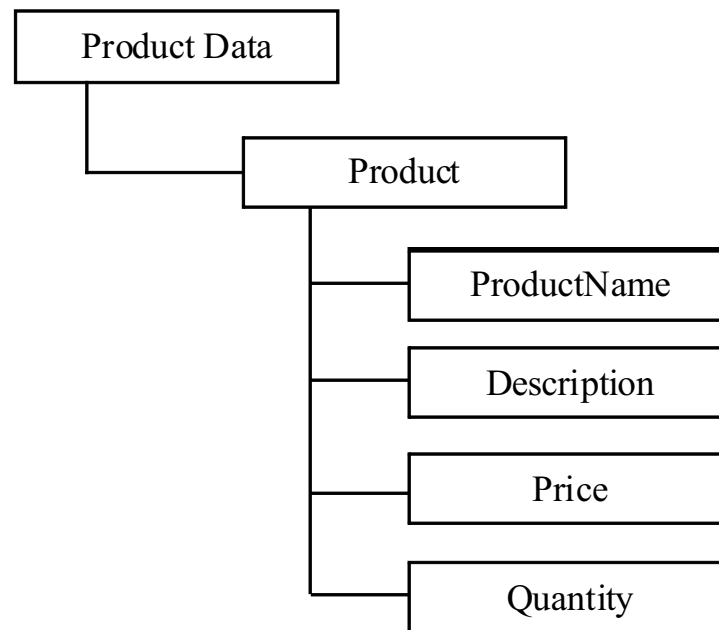 Product Data
Product
ProductName
Description
Price
Quantity